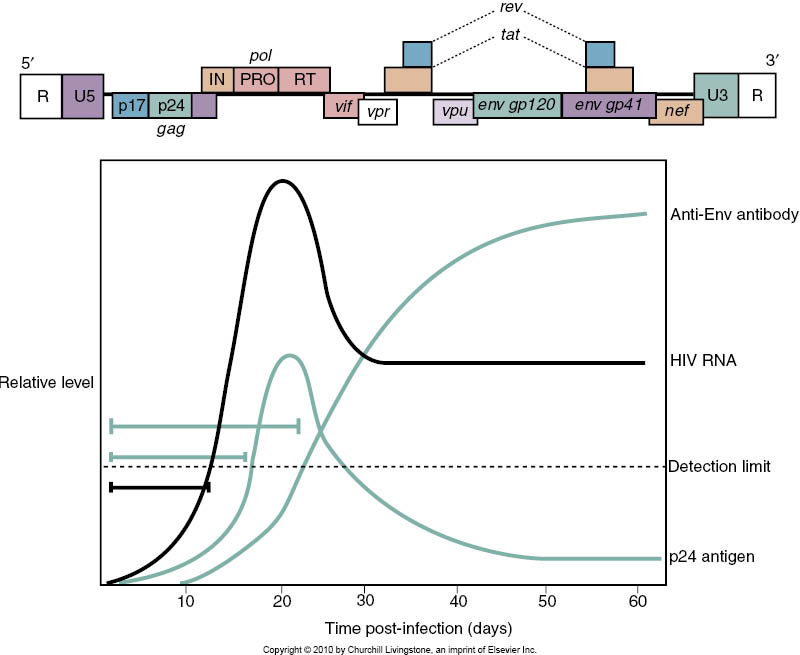 rev
tat
5′
pol
3′
R U5
IN PRO RT
p17 p24
gag
vif vpr
vpu env gp120 env gp41 nef
U3 R
Anti-Env antibody
HIV RNA
Relative level
Detection limit
p24 antigen
10 20 30 40 50 60
Time post-infection (days)
Copyright © 2010 by Churchill Livingstone, an imprint of Elsevier Inc.